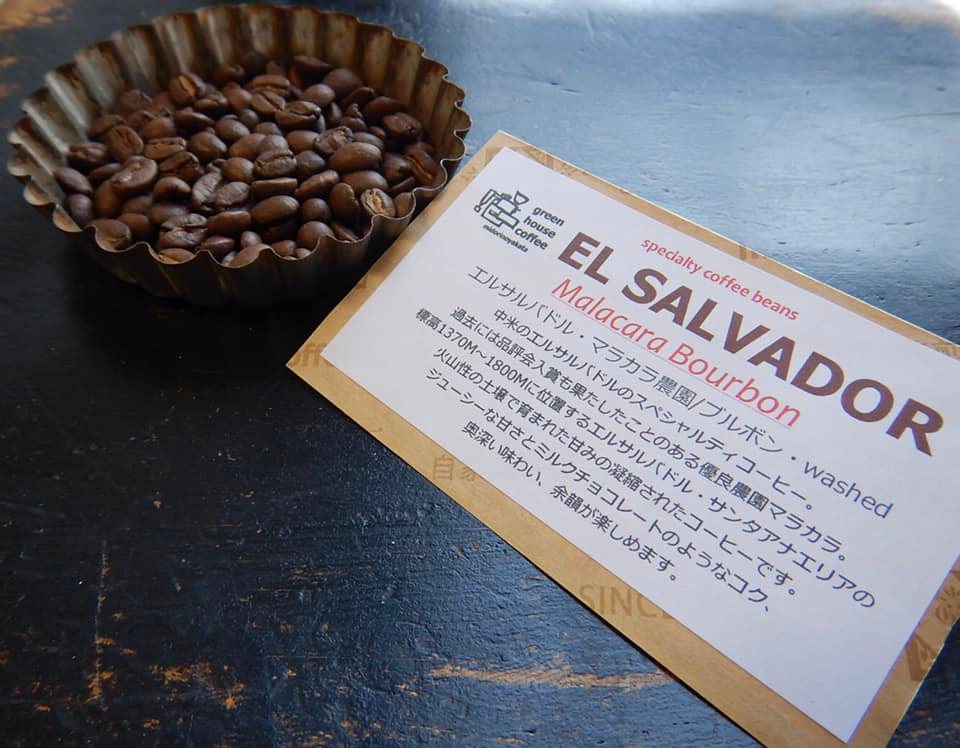 green
house
coffee
midorinoyakata
specialty coffee beans
EL SALVADOR
Malacara Bourbon
エルサルバドル・マラカラ農園/ブルボン・washed
中米のエルサルバドルのスペシャルティコーヒー。
過去には品評会入賞も果たしたことのある優良農園マラカラ。
標高1370M～1800Mに位置するエルサルバドル・サンタアナエリアの
火山性の土壌で育まれた甘みの凝縮されたコーヒーです。
ジューシーな甘さとミルクチョコレートのようなコク、
奥深い味わい、余韻が楽しめます。
自家
SINCE